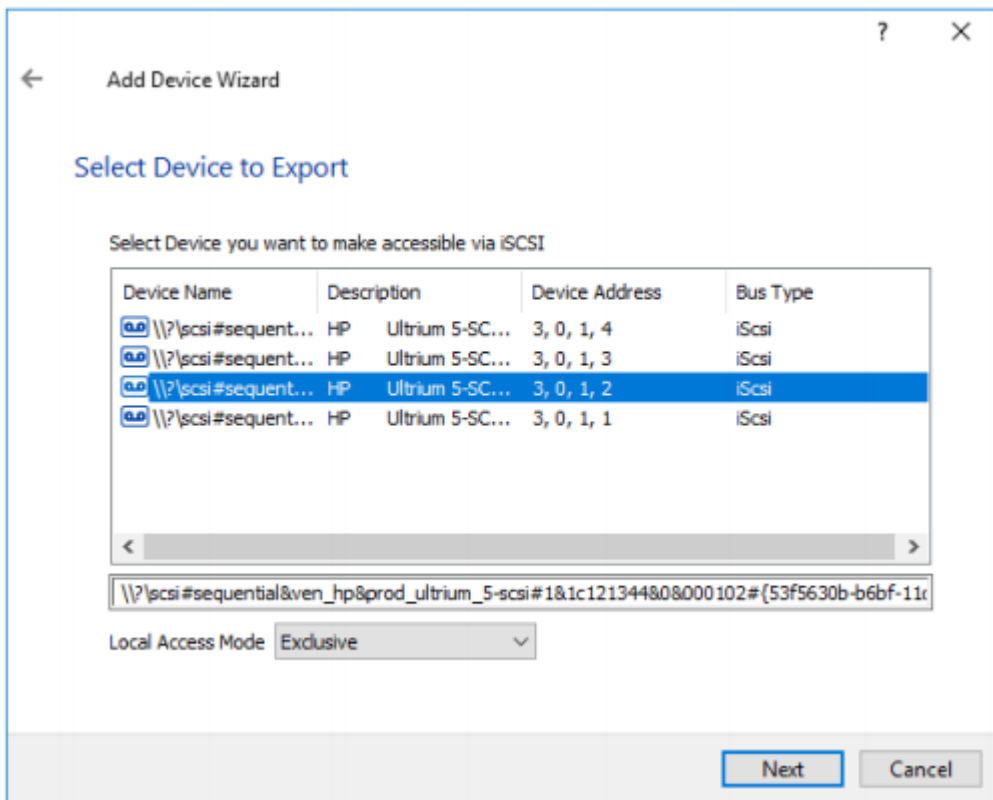 ?
Add Device Wizard
Select Device to Export
Select Device you want to make accessible via iSCSI
Device Name Description Device Address Bus Type
\\?\scsi#sequent... HP Ultrium 5-SC... 3, 0, 1, 4 iScsi
\\?\scsi#sequent... HP Ultrium 5-SC... 3, 0, 1, 3 iScsi
\\?\scsi#sequent... HP Ultrium 5-SC... 3, 0, 1, 2 iScsi
\\?\scsi#sequent... HP Ultrium 5-SC... 3, 0, 1, 1 iScsi
\\?\scsi#sequential&ven_hp&prod_ultrium_5-scsi#1&1c121344&0&000102#{53f5630b-b6bf-11
Local Access Mode Exclusive
Next Cancel